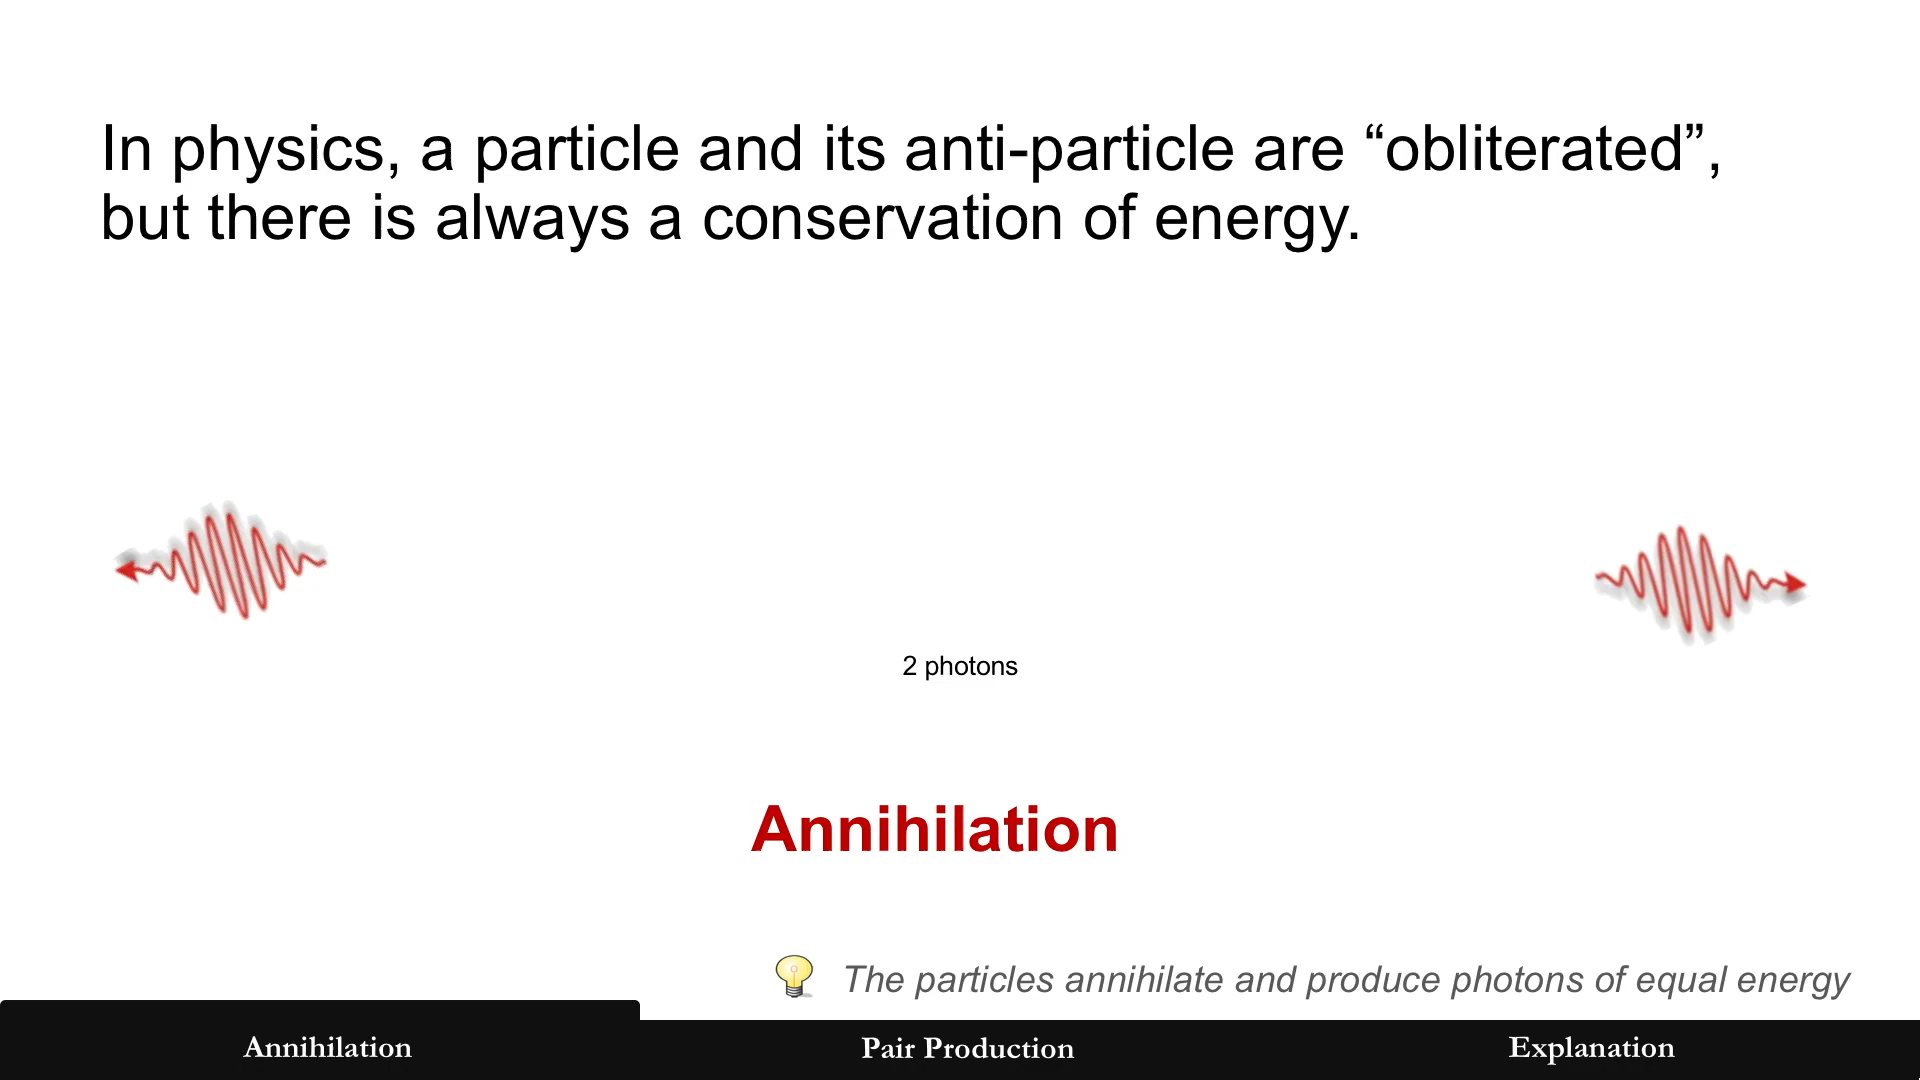 In physics, a particle and its anti-particle are “obliterated”,
but there is always a conservation of energy.
2 photons
Annihilation
The particles annihilate and produce photons of equal energy
Annihilation
Pair Production
Explanation